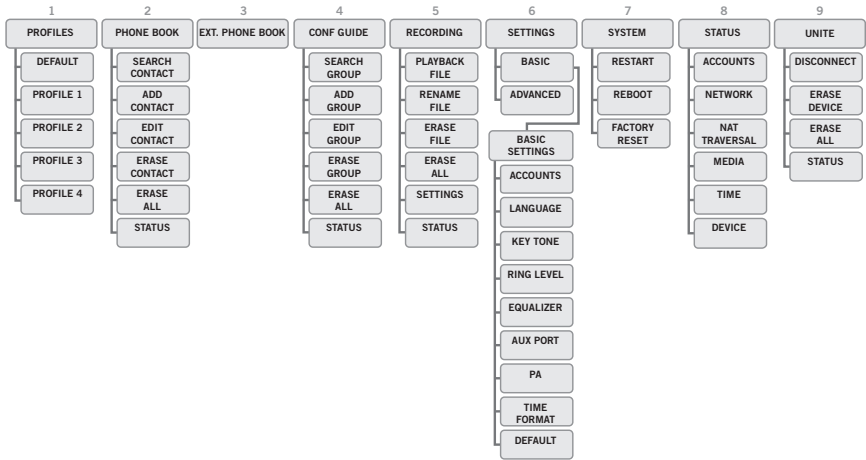 1
PROFILES
DEFAULT
PROFILE 1
PROFILE 2
PROFILE 3
PROFILE 4
2
PHONE BOOK
SEARCH
CONTACT
ADD
CONTACT
EDIT
CONTACT
ERASE
CONTACT
ERASE
ALL
STATUS
3
EXT. PHONE BOOK
4
CONF GUIDE
SEARCH
GROUP
ADD
GROUP
EDIT
GROUP
ERASE
GROUP
ERASE
ALL
STATUS
5
RECORDING
PLAYBACK
FILE
RENAME
FILE
ERASE
FILE
ERASE
ALL
SETTINGS
STATUS
6
SETTINGS
BASIC
ADVANCED
BASIC
SETTINGS
ACCOUNTS
LANGUAGE
KEY TONE
RING LEVEL
EQUALIZER
AUX PORT
PA
TIME
FORMAT
DEFAULT
7
SYSTEM
RESTART
REBOOT
FACTORY
RESET
8
STATUS
ACCOUNTS
NETWORK
NAT
TRAVERSAL
MEDIA
TIME
DEVICE
9
UNITE
DISCONNECT
ERASE
DEVICE
ERASE
ALL
STATUS